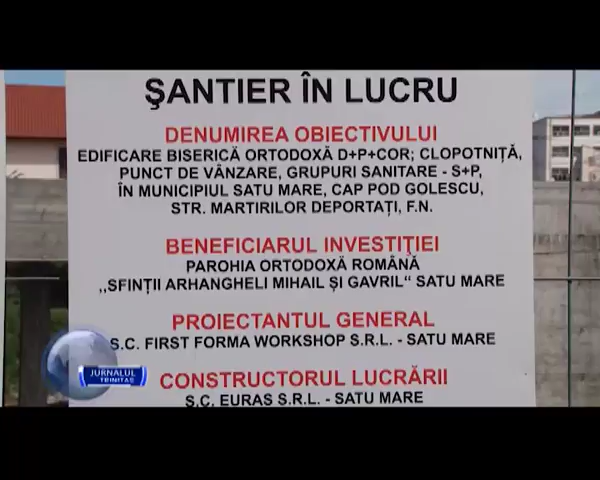 ŞANTIER ÎN LUCRU
DENUMIREA OBIECTIVULUI
EDIFICARE BISERICĂ ORTODOXĂ D+P+COR; CLOPOTNIȚĂ,
PUNCT DE VÂNZARE, GRUPURI SANITARE - S+P,
ÎN MUNICIPIUL SATU MARE, CAP POD GOLESCU,
STR. MARTIRILOR DEPORTAȚI, F.N.
BENEFICIARUL INVESTIŢIEI
PAROHIA ORTODOXĂ ROMÂNĂ
,,SFINȚII ARHANGHELI MIHAIL ȘI GAVRIL“ SATU MARE
PROIECTANTUL GENERAL
S.C. FIRST FORMA WORKSHOP S.R.L. - SATU MARE
CONSTRUCTORUL LUCRĂRII
S.C. EURAS S.R.L. - SATU MARE
JURNALUL
TRINITAS